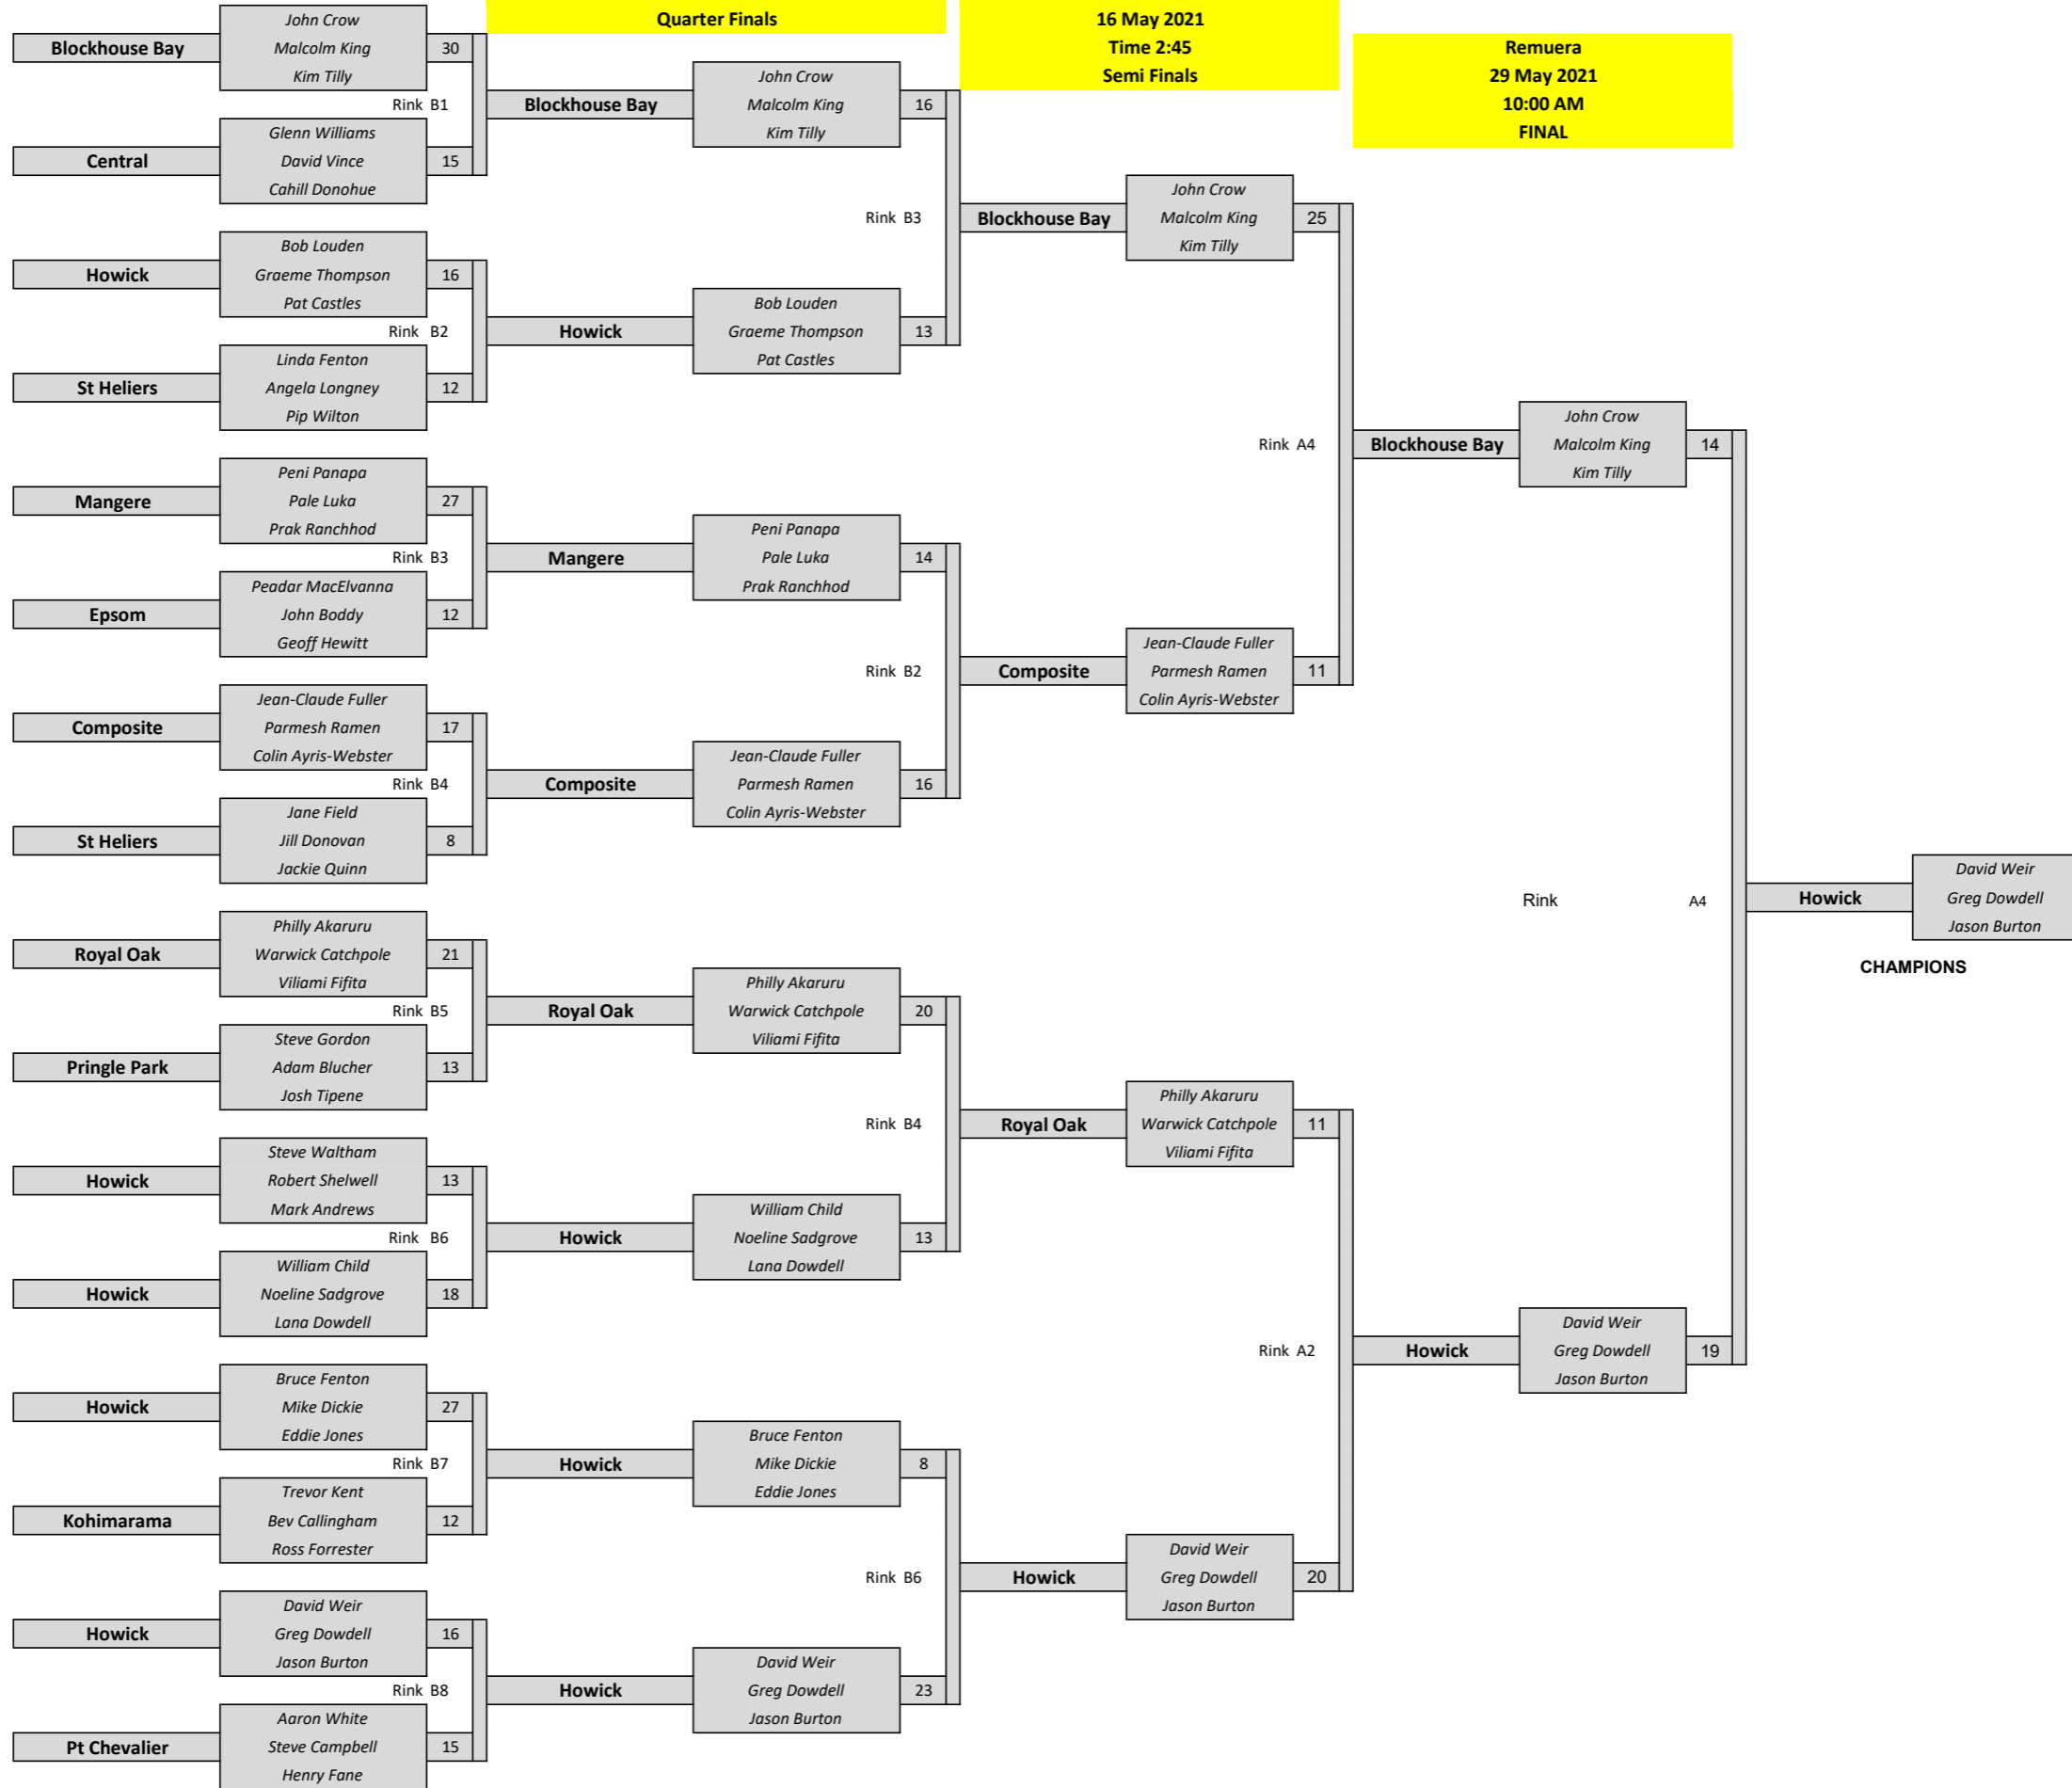 Quarter Finals
16 May 2021
Time 2:45
Semi Finals
Remuera
29 May 2021
10:00 AM
FINAL
Blockhouse Bay
John Crow
Malcolm King
Kim Tilly
30
Rink B1
Central
Glenn Williams
David Vince
Cahill Donohue
15
Howick
Bob Louden
Graeme Thompson
Pat Castles
16
Rink B2
St Heliers
Linda Fenton
Angela Longney
Pip Wilton
12
Mangere
Peni Panapa
Pale Luka
Prak Ranchhod
27
Rink B3
Epsom
Peadar MacElvanna
John Boddy
Geoff Hewitt
12
Composite
Jean-Claude Fuller
Parmesh Ramen
Colin Ayris-Webster
17
Rink B4
St Heliers
Jane Field
Jill Donovan
Jackie Quinn
8
Royal Oak
Philly Akaruru
Warwick Catchpole
Viliami Fifita
21
Rink B5
Pringle Park
Steve Gordon
Adam Blucher
Josh Tipene
13
Howick
Steve Waltham
Robert Shelwell
Mark Andrews
13
Rink B6
Howick
William Child
Noeline Sadgrove
Lana Dowdell
18
Howick
Bruce Fenton
Mike Dickie
Eddie Jones
27
Rink B7
Kohimarama
Trevor Kent
Bev Callingham
Ross Forrester
12
Howick
David Weir
Greg Dowdell
Jason Burton
16
Rink B8
Pt Chevalier
Aaron White
Steve Campbell
Henry Fane
15
Blockhouse Bay
John Crow
Malcolm King
Kim Tilly
16
Rink B3
Howick
Bob Louden
Graeme Thompson
Pat Castles
13
Mangere
Peni Panapa
Pale Luka
Prak Ranchhod
14
Rink B2
Composite
Jean-Claude Fuller
Parmesh Ramen
Colin Ayris-Webster
16
Royal Oak
Philly Akaruru
Warwick Catchpole
Viliami Fifita
20
Rink B4
Howick
William Child
Noeline Sadgrove
Lana Dowdell
13
Howick
Bruce Fenton
Mike Dickie
Eddie Jones
8
Rink B6
Howick
David Weir
Greg Dowdell
Jason Burton
23
Blockhouse Bay
John Crow
Malcolm King
Kim Tilly
25
Rink A4
Composite
Jean-Claude Fuller
Parmesh Ramen
Colin Ayris-Webster
11
Royal Oak
Philly Akaruru
Warwick Catchpole
Viliami Fifita
11
Rink A2
Howick
David Weir
Greg Dowdell
Jason Burton
20
Blockhouse Bay
John Crow
Malcolm King
Kim Tilly
14
Rink A4
Howick
David Weir
Greg Dowdell
Jason Burton
19
Howick
David Weir
Greg Dowdell
Jason Burton
CHAMPIONS